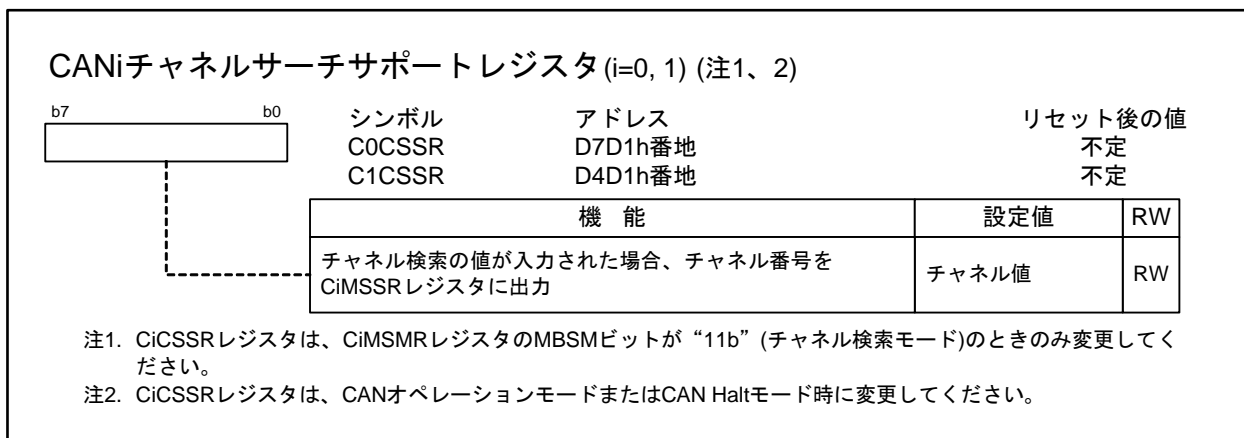 CANiチャネルサーチサポートレジスタ(i=0, 1) (注1、2)
b7 b0 シンボル アドレス リセット後の値
C0CSSR D7D1h番地 不定
C1CSSR D4D1h番地 不定
機 能 設定値 RW
チャネル検索の値が入力された場合、チャネル番号を
CiMSSRレジスタに出力
チャネル値 RW
注1. CiCSSRレジスタは、CiMSMRレジスタのMBSMビットが“11b”(チャネル検索モード)のときのみ変更してく
ださい。
注2. CiCSSRレジスタは、CANオペレーションモードまたはCAN Haltモード時に変更してください。